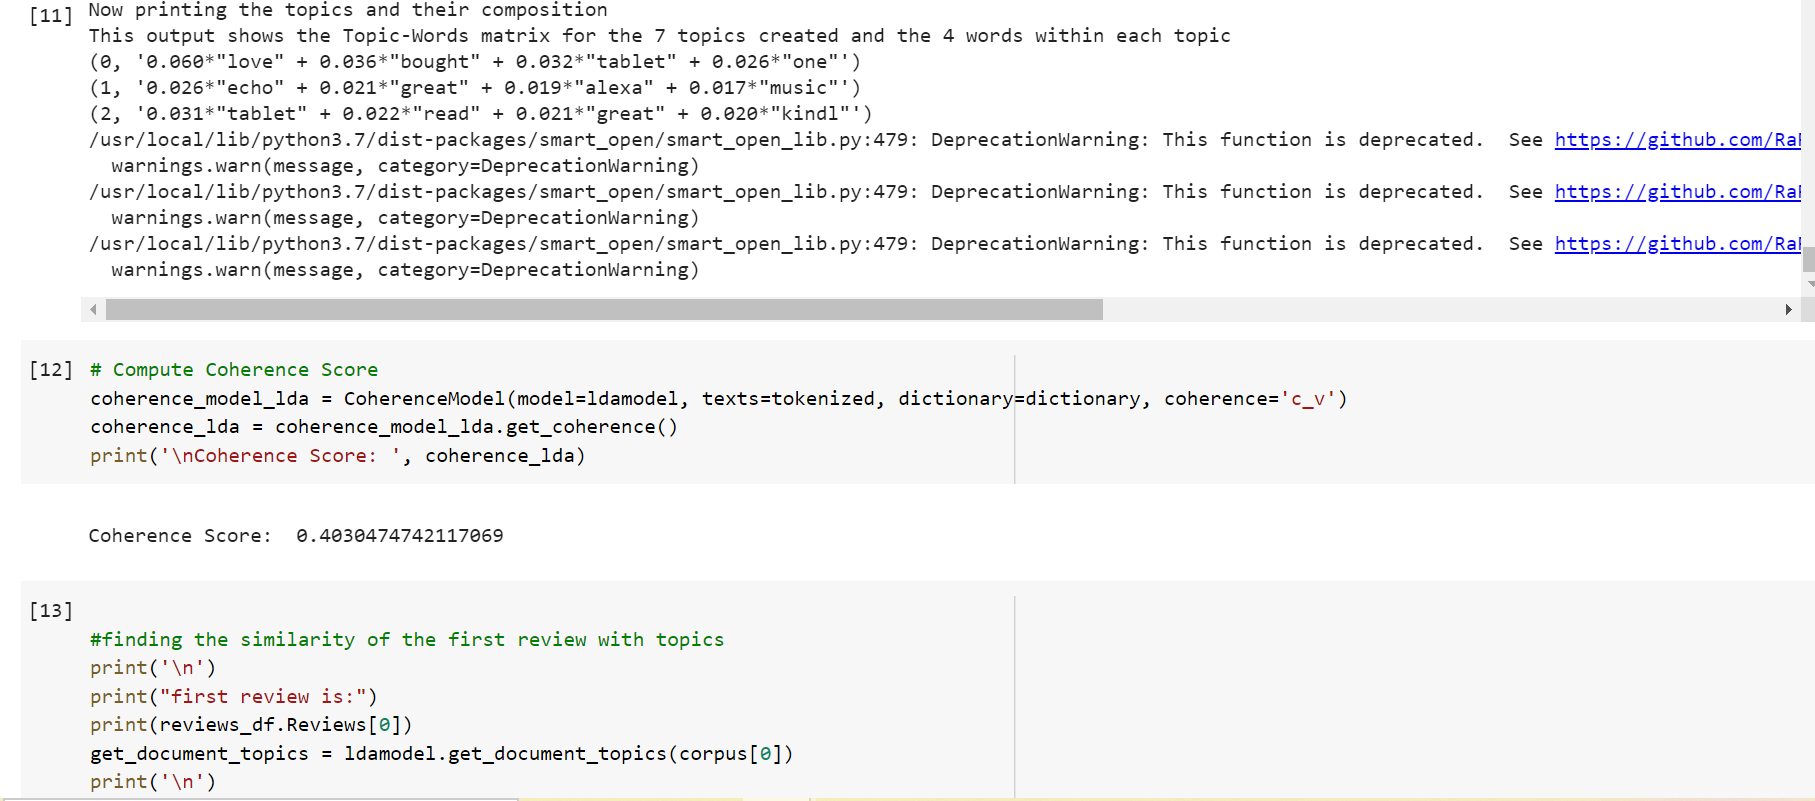 [11] Now printing the topics and their composition
This output shows the Topic-Words matrix for the 7 topics created and the 4 words within each topic
(0, '0.060*"love" + 0.036*"bought" + 0.032*"tablet" + 0.026*"one"')
(1, '0.026*"echo" + 0.021*"great" + 0.019*"alexa" + 0.017*"music"')
(2, '0.031*"tablet" + 0.022*"read" + 0.021*"great" + 0.020*"kindl"')
/usr/local/lib/python3.7/dist-packages/smart_open/smart_open_lib.py:479: DeprecationWarning: This function is deprecated.  See https://github.com/Ra
  warnings.warn(message, category=DeprecationWarning)
/usr/local/lib/python3.7/dist-packages/smart_open/smart_open_lib.py:479: DeprecationWarning: This function is deprecated.  See https://github.com/Ra
  warnings.warn(message, category=DeprecationWarning)
/usr/local/lib/python3.7/dist-packages/smart_open/smart_open_lib.py:479: DeprecationWarning: This function is deprecated.  See https://github.com/Ra
  warnings.warn(message, category=DeprecationWarning)
[12] # Compute Coherence Score
coherence_model_lda = CoherenceModel(model=ldamodel, texts=tokenized, dictionary=dictionary, coherence='c_v')
coherence_lda = coherence_model_lda.get_coherence()
print('\nCoherence Score: ', coherence_lda)
Coherence Score:  0.4030474742117069
[13]
#finding the similarity of the first review with topics
print('\n')
print("first review is:")
print(reviews_df.Reviews[0])
get_document_topics = ldamodel.get_document_topics(corpus[0])
print('\n')